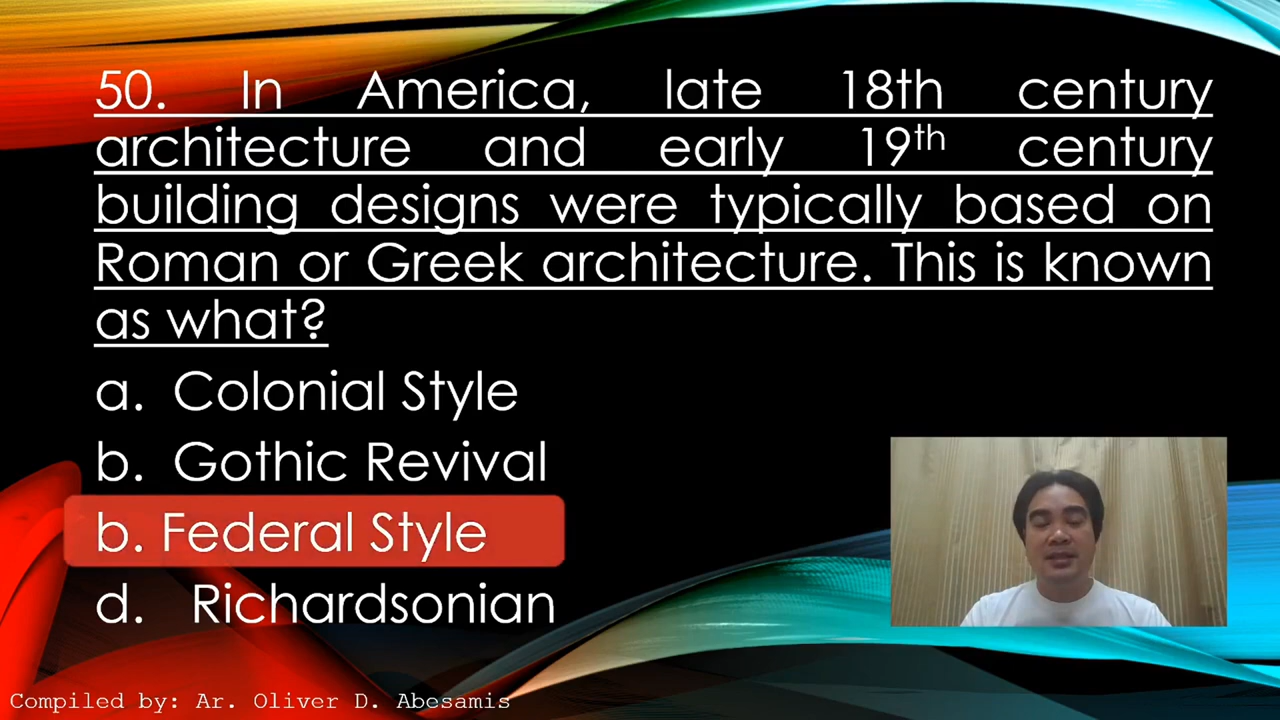 50. In America, late 18th century
architecture and early 19th century
building designs were typically based on
Roman or Greek architecture. This is known
as what?
a. Colonial Style
b. Gothic Revival
b. Federal Style
d. Richardsonian
Compiled by: Ar. Oliver D. Abesamis